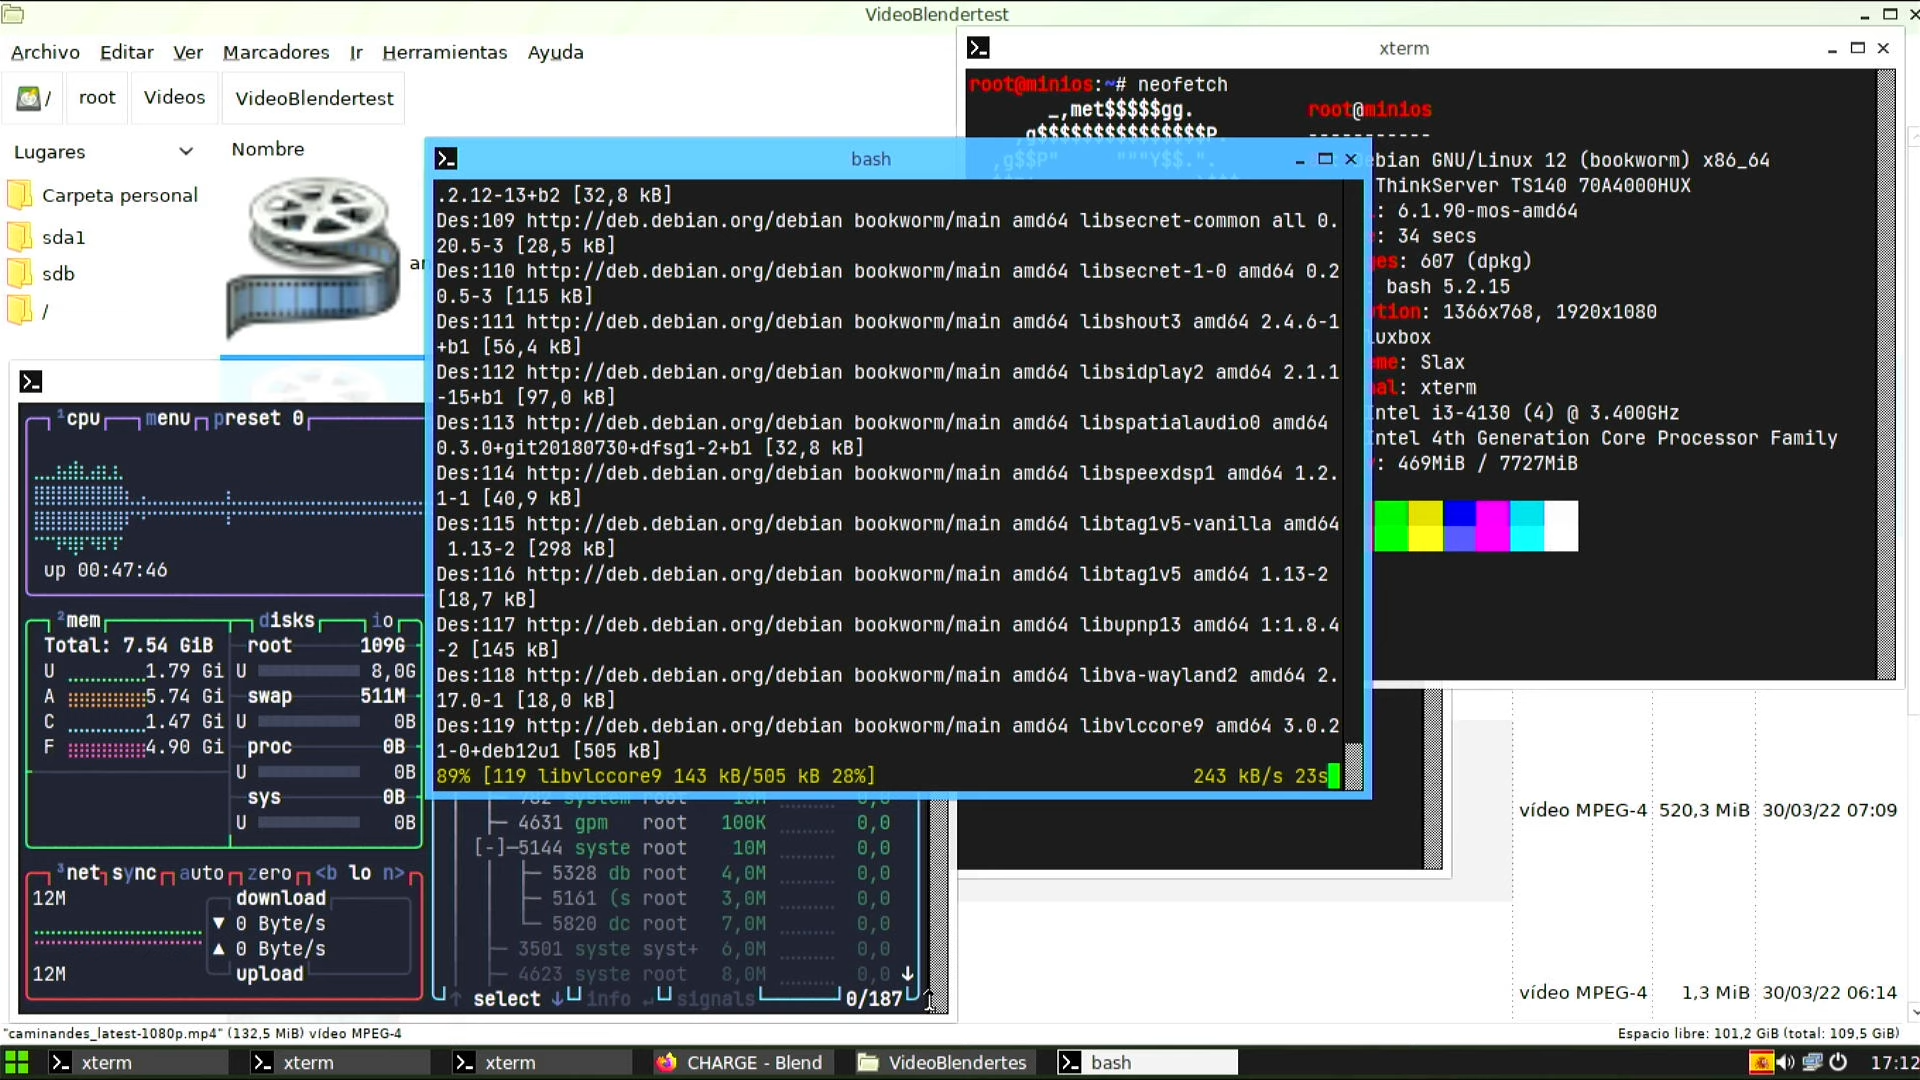 VideoBlendertest
Archivo Editar Ver Marcadores Ir Herramientas Ayuda
/ root Videos VideoBlendertest
Lugares
Nombre
Carpeta personal
sda1
sdb
/
xterm
root@minios:~# neofetch
_,met$$$$$gg.
,g$$$$$$$$$$$$$$$P.
,g$$P" """Y$$.".
root@minios
-----------
ebian GNU/Linux 12 (bookworm) x86_64
ThinkServer TS140 70A4000HUX
: 6.1.90-mos-amd64
: 34 secs
es: 607 (dpkg)
bash 5.2.15
tion: 1366x768, 1920x1080
luxbox
me: Slax
al: xterm
Intel i3-4130 (4) @ 3.400GHz
Intel 4th Generation Core Processor Family
: 469MiB / 7727MiB
bash
.2.12-13+b2 [32,8 kB]
Des:109 http://deb.debian.org/debian bookworm/main amd64 libsecret-common all 0.
20.5-3 [28,5 kB]
Des:110 http://deb.debian.org/debian bookworm/main amd64 libsecret-1-0 amd64 0.2
0.5-3 [115 kB]
Des:111 http://deb.debian.org/debian bookworm/main amd64 libshout3 amd64 2.4.6-1
+b1 [56,4 kB]
Des:112 http://deb.debian.org/debian bookworm/main amd64 libsidplay2 amd64 2.1.1
-15+b1 [97,0 kB]
Des:113 http://deb.debian.org/debian bookworm/main amd64 libspatialaudio0 amd64
0.3.0+git20180730+dfsg1-2+b1 [32,8 kB]
Des:114 http://deb.debian.org/debian bookworm/main amd64 libspeexdsp1 amd64 1.2.
1-1 [40,9 kB]
Des:115 http://deb.debian.org/debian bookworm/main amd64 libtag1v5-vanilla amd64
1.13-2 [298 kB]
Des:116 http://deb.debian.org/debian bookworm/main amd64 libtag1v5 amd64 1.13-2
[18,7 kB]
Des:117 http://deb.debian.org/debian bookworm/main amd64 libupnp13 amd64 1:1.8.4
-2 [145 kB]
Des:118 http://deb.debian.org/debian bookworm/main amd64 libva-wayland2 amd64 2.
17.0-1 [18,0 kB]
Des:119 http://deb.debian.org/debian bookworm/main amd64 libvlccore9 amd64 3.0.2
1-0+deb12u1 [505 kB]
89% [119 libvlccore9 143 kB/505 kB 28%] 243 kB/s 23s
¹cpu menu preset 0
up 00:47:46
²mem disks io
Total: 7.54 GiB root 109G
U 1.79 Gi U 8,0G
A 5.74 Gi swap 511M
C 1.47 Gi U 0B
F 4.90 Gi proc 0B
U 0B
sys 0B
U 0B
³net sync auto zero <b lo n>
12M download
▼ 0 Byte/s
▲ 0 Byte/s
12M upload
782 system root 13M 0,0
4631 gpm root 100K 0,0
[-]─5144 syste root 10M 0,0
5328 db root 4,0M 0,0
5161 (s root 3,0M 0,0
5820 dc root 7,0M 0,0
3501 syste syst+ 6,0M 0,0
4623 syste root 8,0M 0,0 ↓
↑ select ↓ info ↵ signals 0/187
vídeo MPEG-4 520,3 MiB 30/03/22 07:09
vídeo MPEG-4 1,3 MiB 30/03/22 06:14
"caminandes_latest-1080p.mp4" (132,5 MiB) vídeo MPEG-4
Espacio libre: 101,2 GiB (total: 109,5 GiB)
xterm xterm xterm CHARGE - Blend VideoBlendertes bash 17:12